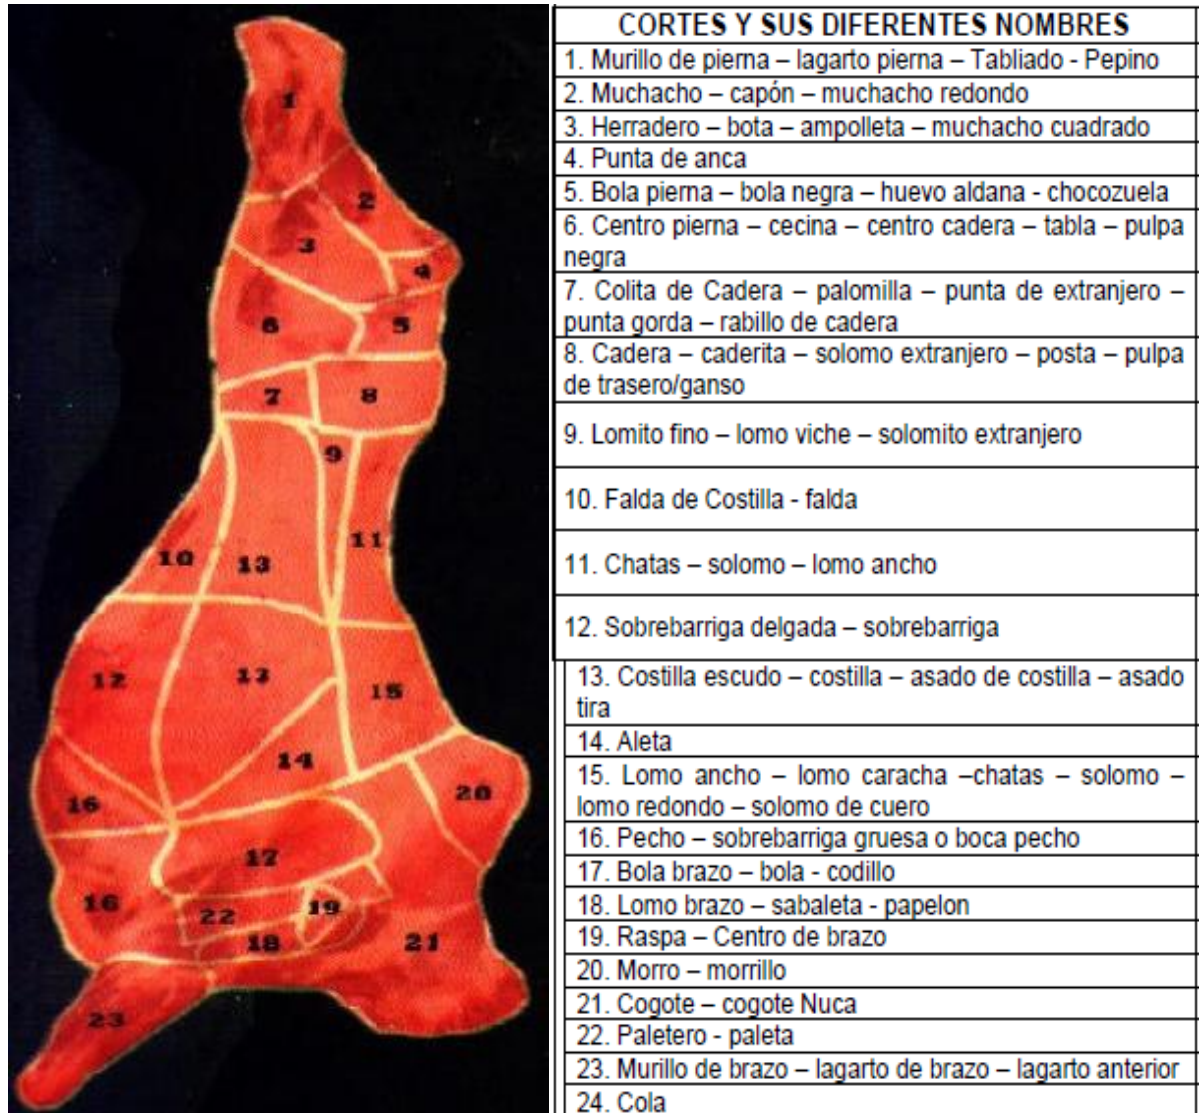 1
2
3
4
6
5
7
8
9
11
10
13
12
13
15
14
16
20
17
16
22
19
18
21
23
CORTES Y SUS DIFERENTES NOMBRES
1. Murillo de pierna – lagarto pierna – Tabliado - Pepino
2. Muchacho – capón – muchacho redondo
3. Herradero – bota – ampolleta – muchacho cuadrado
4. Punta de anca
5. Bola pierna – bola negra – huevo aldana - chocozuela
6. Centro pierna – cecina – centro cadera – tabla – pulpa
negra
7. Colita de Cadera – palomilla – punta de extranjero –
punta gorda – rabillo de cadera
8. Cadera – caderita – solomo extranjero – posta – pulpa
de trasero/ganso
9. Lomito fino – lomo viche – solomito extranjero
10. Falda de Costilla - falda
11. Chatas – solomo – lomo ancho
12. Sobrebarriga delgada – sobrebarriga
13. Costilla escudo – costilla – asado de costilla – asado
tira
14. Aleta
15. Lomo ancho – lomo caracha –chatas – solomo –
lomo redondo – solomo de cuero
16. Pecho – sobrebarriga gruesa o boca pecho
17. Bola brazo – bola - codillo
18. Lomo brazo – sabaleta - papelon
19. Raspa – Centro de brazo
20. Morro – morrillo
21. Cogote – cogote Nuca
22. Paletero - paleta
23. Murillo de brazo – lagarto de brazo – lagarto anterior
24. Cola